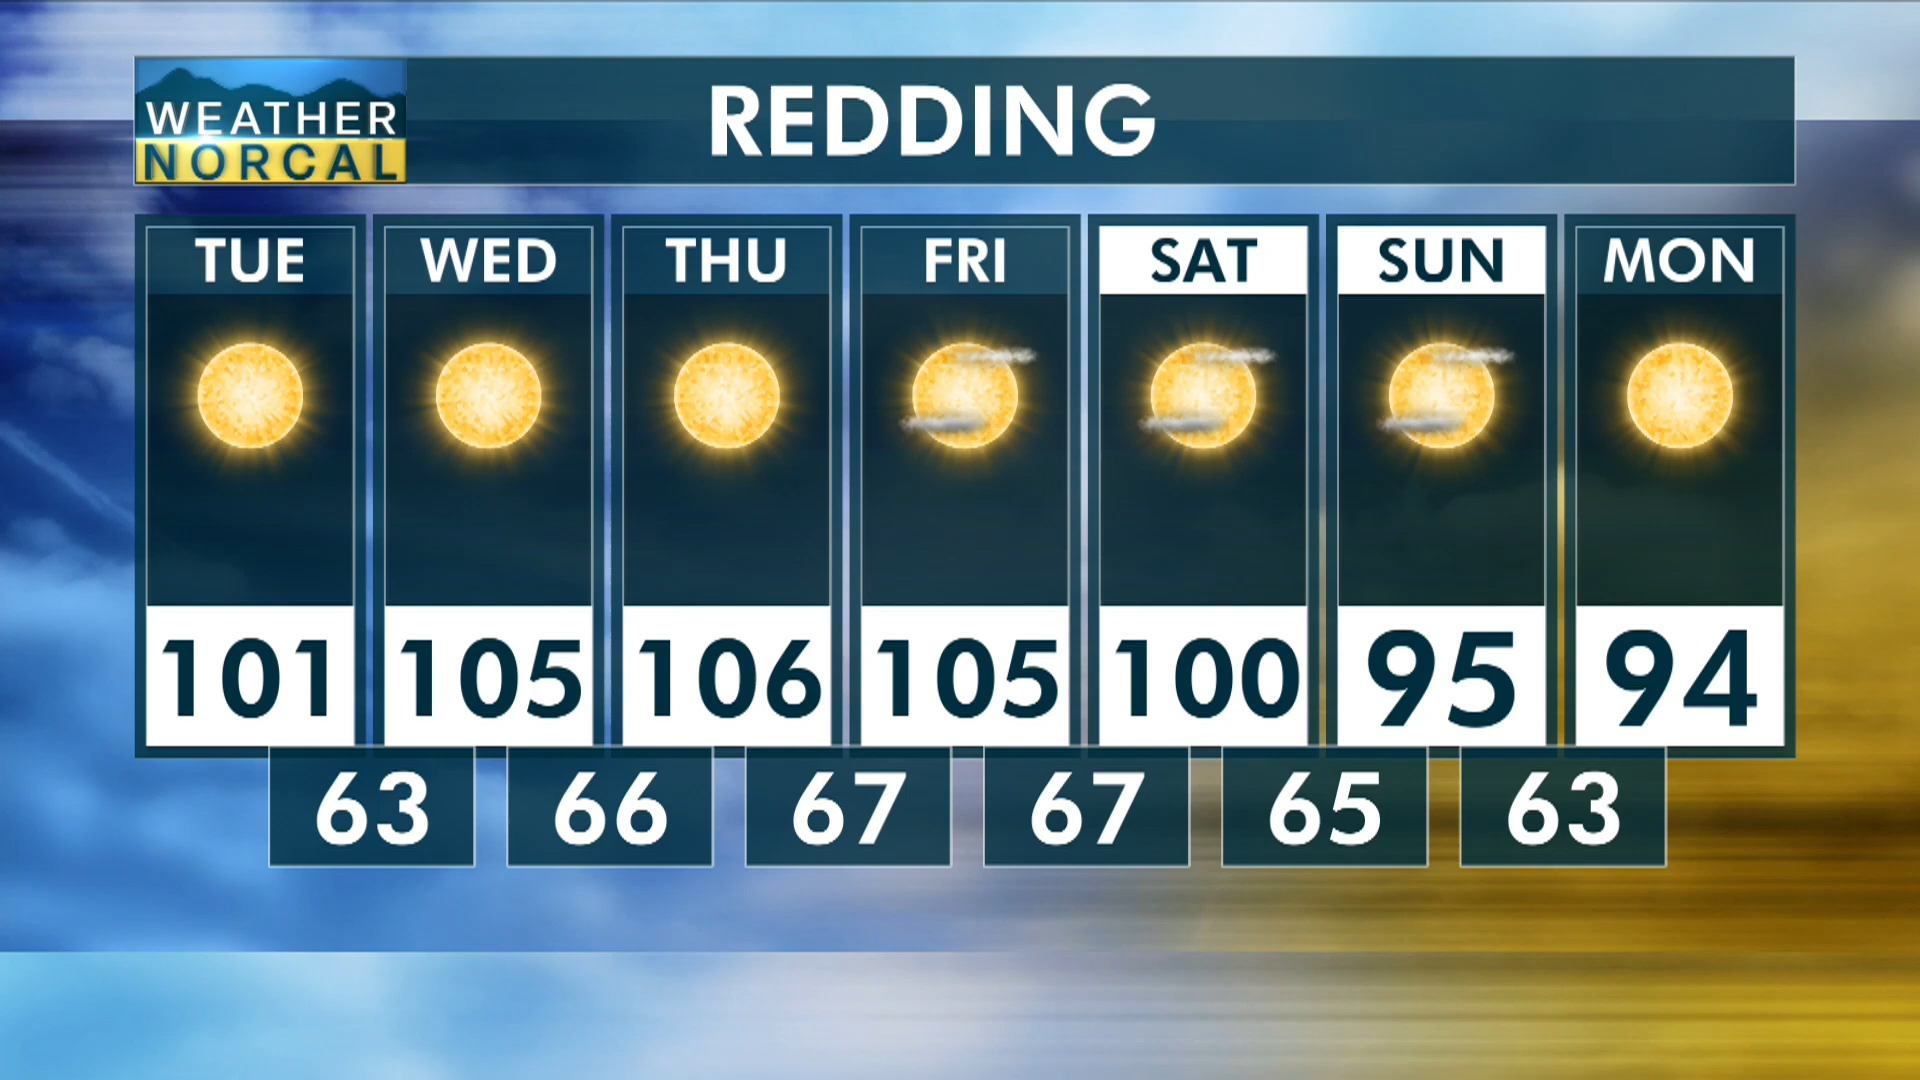 WEATHER
NORCAL
REDDING
TUE WED THU FRI SAT SUN MON
101 105 106 105 100 95 94
63 66 67 67 65 63